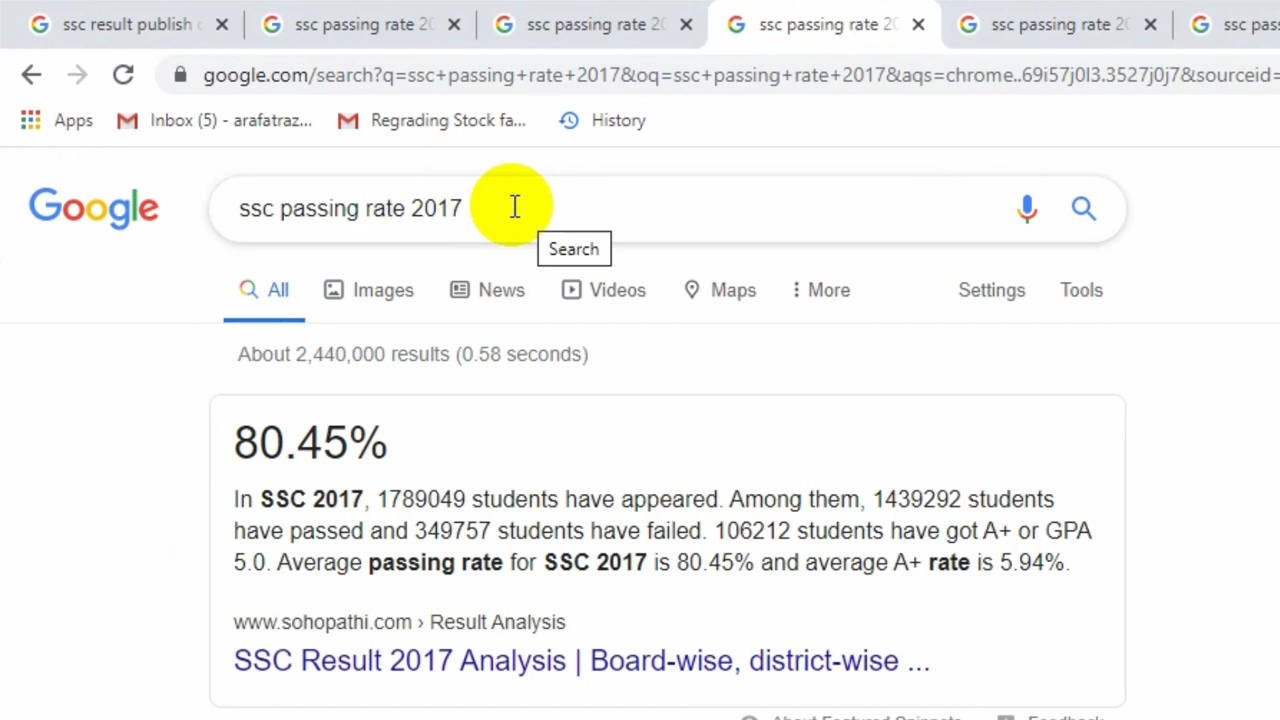 ssc result publish
ssc passing rate 20
ssc passing rate 20
ssc passing rate 20
ssc passing rate 20
ssc pas
google.com/search?q=ssc+passing+rate+2017&oq=ssc+passing+rate+2017&aqs=chrome..69i57j0l3.3527j0j7&sourceid=
Apps
Inbox (5) - arafatraz...
Regrading Stock fa...
History
Google
ssc passing rate 2017
Search
All
Images
News
Videos
Maps
More
Settings
Tools
About 2,440,000 results (0.58 seconds)
80.45%
In SSC 2017, 1789049 students have appeared. Among them, 1439292 students
have passed and 349757 students have failed. 106212 students have got A+ or GPA
5.0. Average passing rate for SSC 2017 is 80.45% and average A+ rate is 5.94%.
www.sohopathi.com › Result Analysis
SSC Result 2017 Analysis | Board-wise, district-wise ...
About Featured Snippets
Feedback